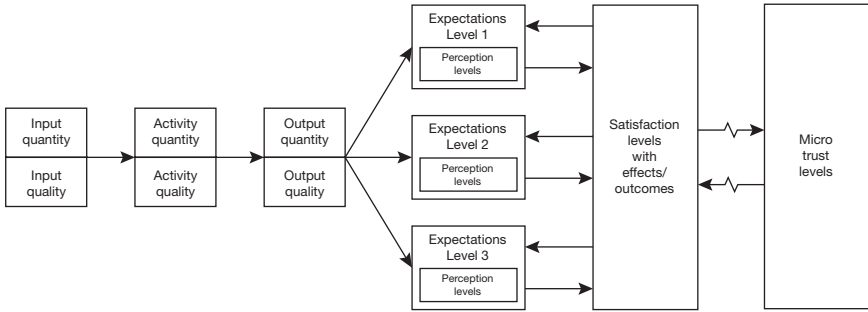 Input
quantity
Input
quality
Activity
quantity
Activity
quality
Output
quantity
Output
quality
Expectations
Level 1
Perception
levels
Expectations
Level 2
Perception
levels
Expectations
Level 3
Perception
levels
Satisfaction
levels
with
effects/
outcomes
Micro
trust
levels